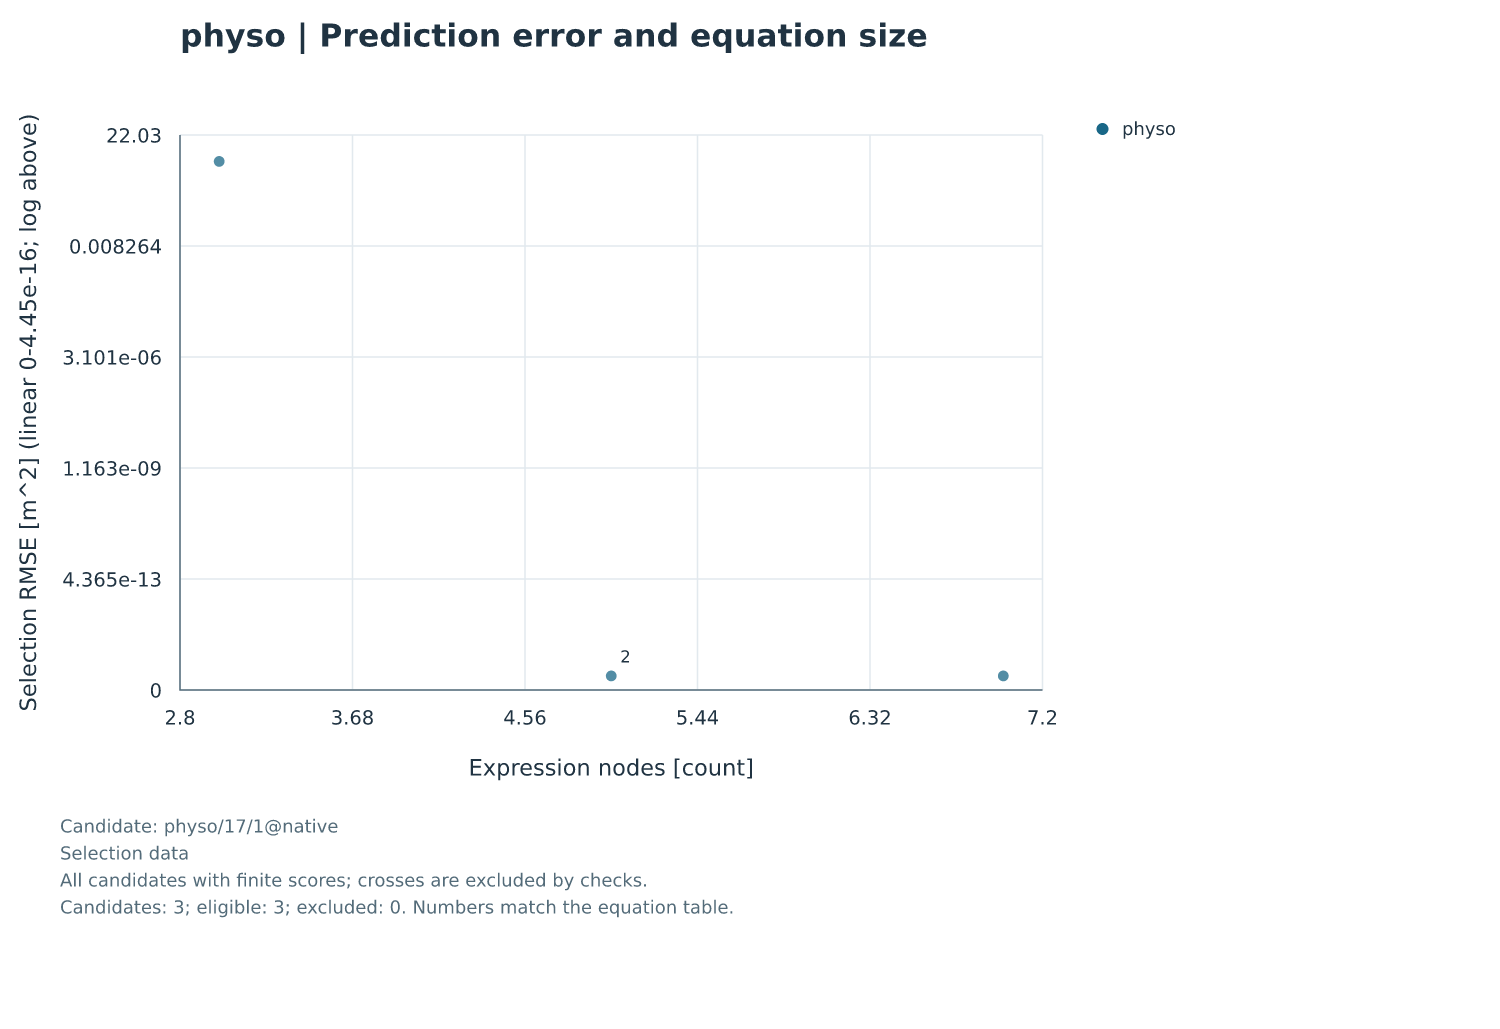 physo | Prediction error and equation size
Selection RMSE [m^2] (linear 0-4.45e-16; log above)
22.03
0.008264
3.101e-06
1.163e-09
4.365e-13
0
2
2.8
3.68
4.56
5.44
6.32
7.2
Expression nodes [count]
physo
Candidate: physo/17/1@native
Selection data
All candidates with finite scores; crosses are excluded by checks.
Candidates: 3; eligible: 3; excluded: 0. Numbers match the equation table.